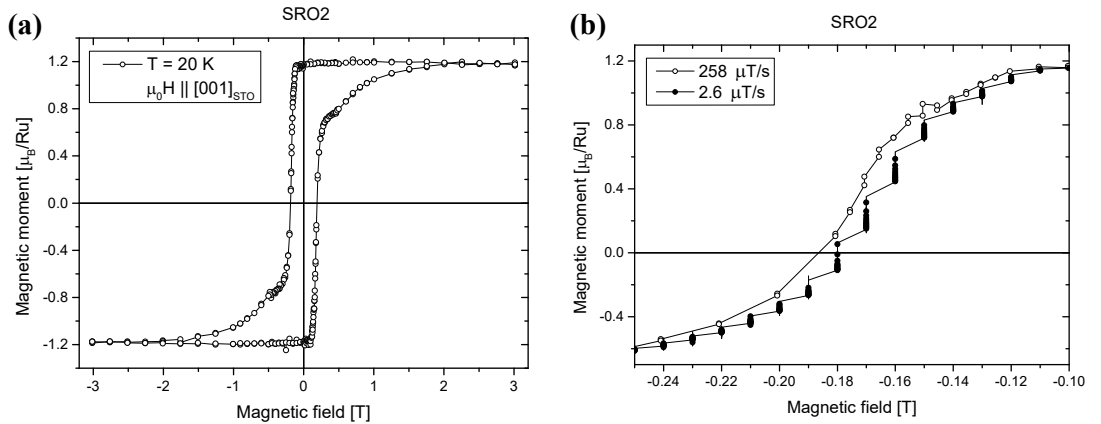 (a)
SRO2
T = 20 K
μ₀H || [001]STO
Magnetic moment [μB/Ru]
1.2
0.8
0.4
0.0
-0.4
-0.8
-1.2
-3 -2 -1 0 1 2 3
Magnetic field [T]
(b)
SRO2
258 μT/s
2.6 μT/s
Magnetic moment [μB/Ru]
1.2
0.8
0.4
0.0
-0.4
-0.24 -0.22 -0.20 -0.18 -0.16 -0.14 -0.12 -0.10
Magnetic field [T]